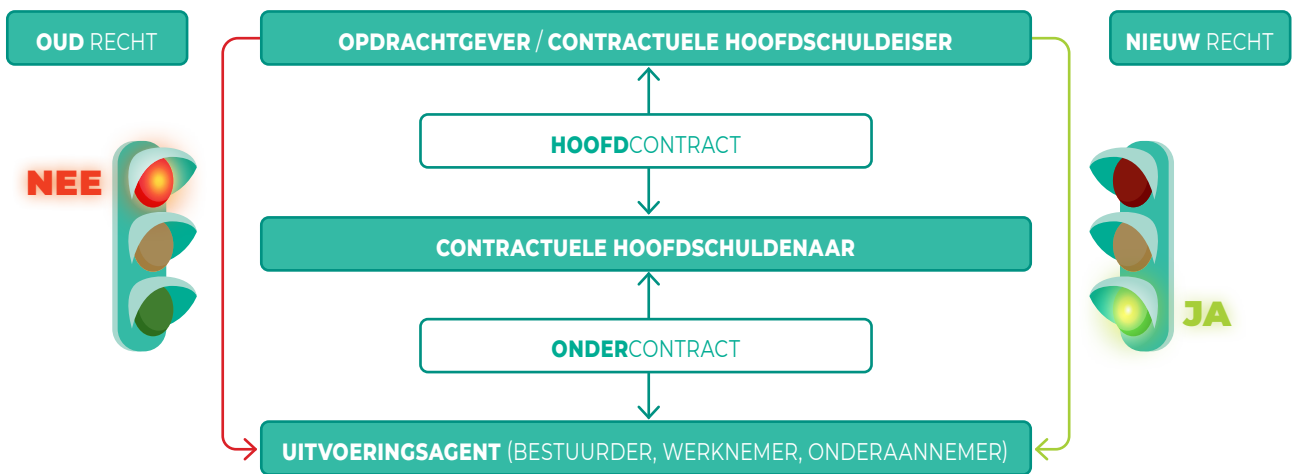 OUD RECHT
OPDRACHTGEVER / CONTRACTUELE HOOFDSCHULDEISER
NIEUW RECHT
HOOFDCONTRACT
NEE
CONTRACTUELE HOOFDSCHULDENAAR
JA
ONDERCONTRACT
UITVOERINGSAGENT (BESTUURDER, WERKNEMER, ONDERAANNEMER)